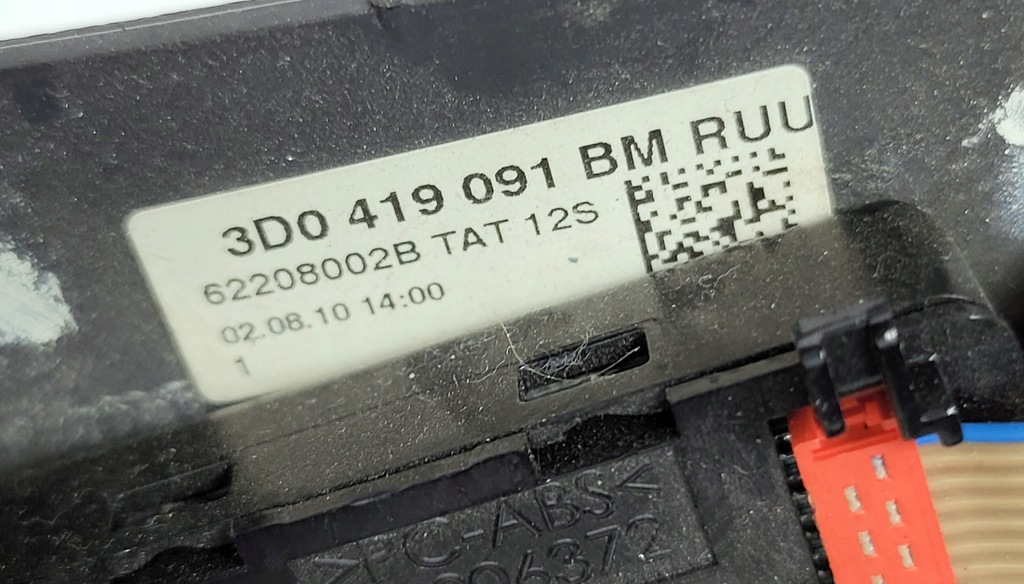 3D0 419 091 BM RUU
62208002B TAT 12S
02.08.10 14:00
1
>PC-ABS<